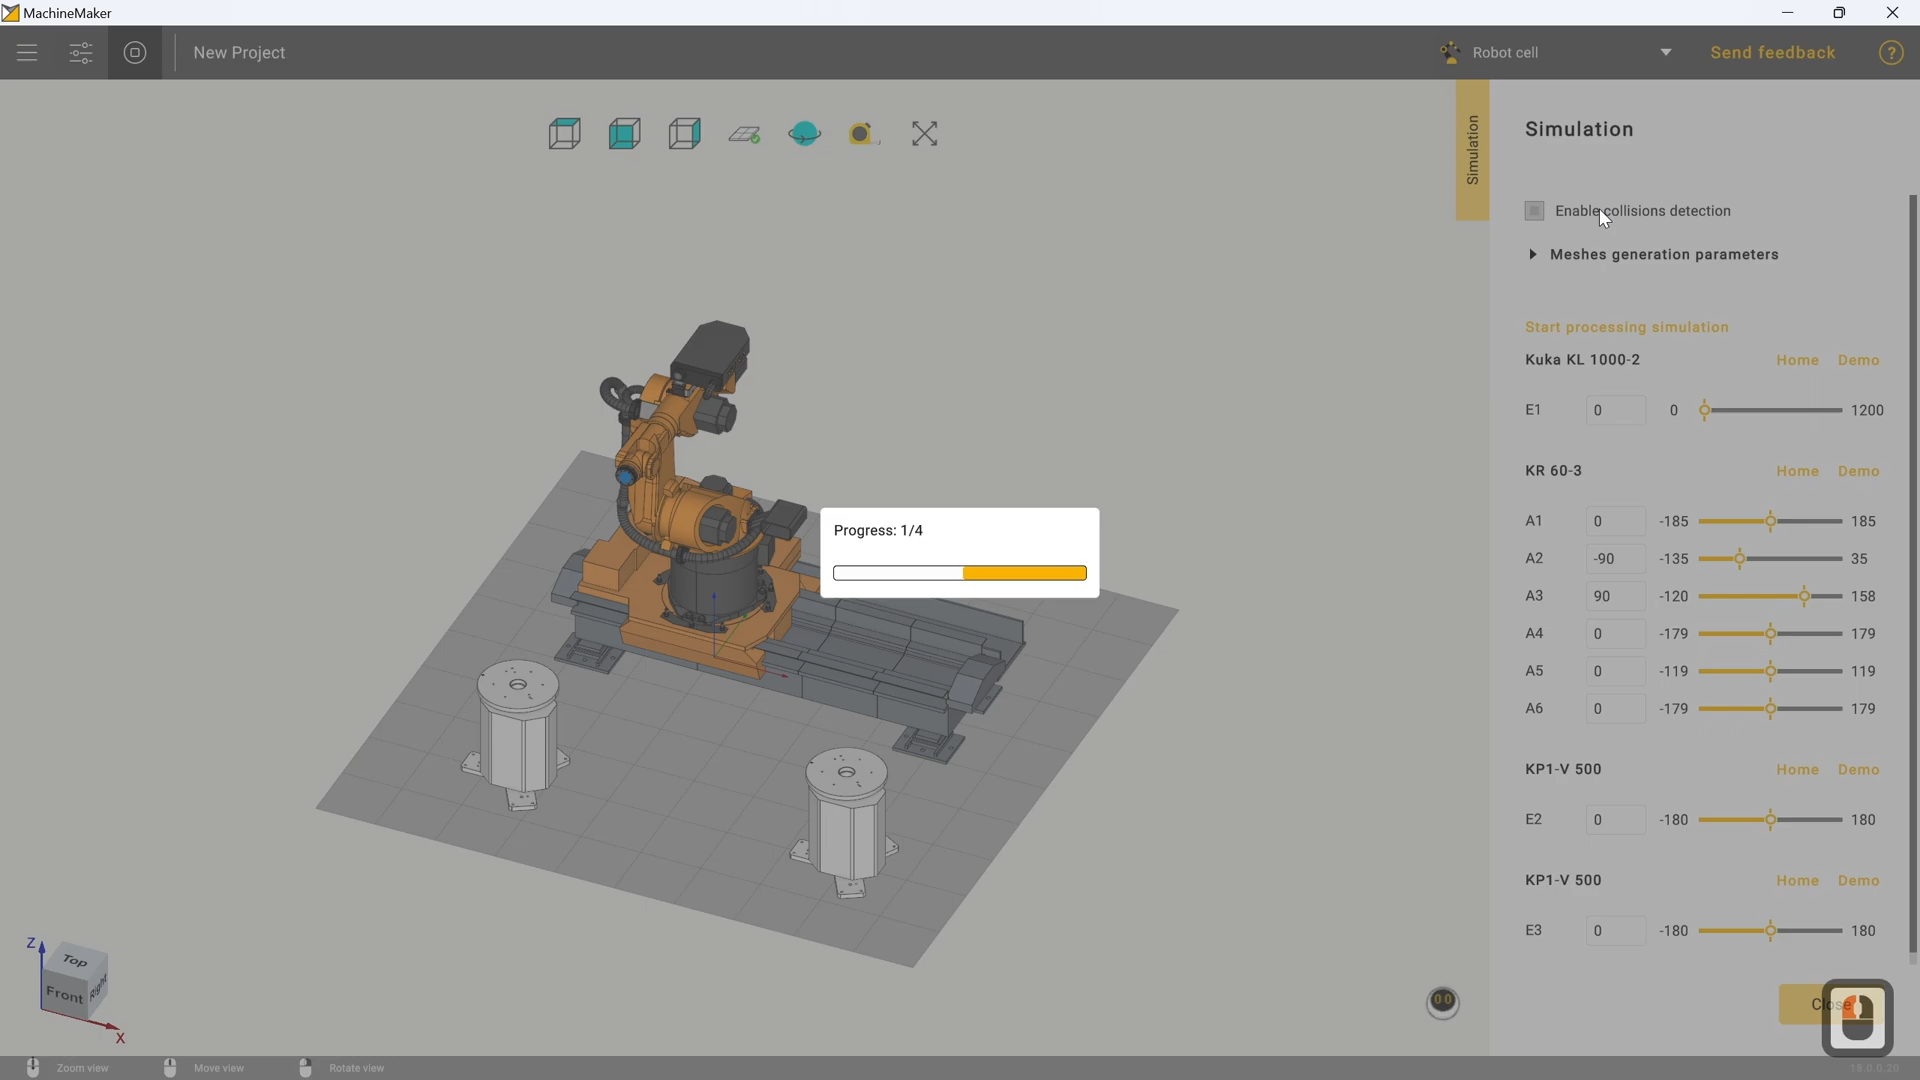 MachineMaker
New Project
Robot cell
Send feedback
?
Simulation
Simulation
Enable collisions detection
Meshes generation parameters
Start processing simulation
Kuka KL 1000-2 Home Demo
E1 0 0 1200
KR 60-3 Home Demo
A1 0 -185 185
A2 -90 -135 35
A3 90 -120 158
A4 0 -179 179
A5 0 -119 119
A6 0 -179 179
KP1-V 500 Home Demo
E2 0 -180 180
KP1-V 500 Home Demo
E3 0 -180 180
Close
Progress: 1/4
Z
Top
Front
Right
X
Zoom view
Move view
Rotate view